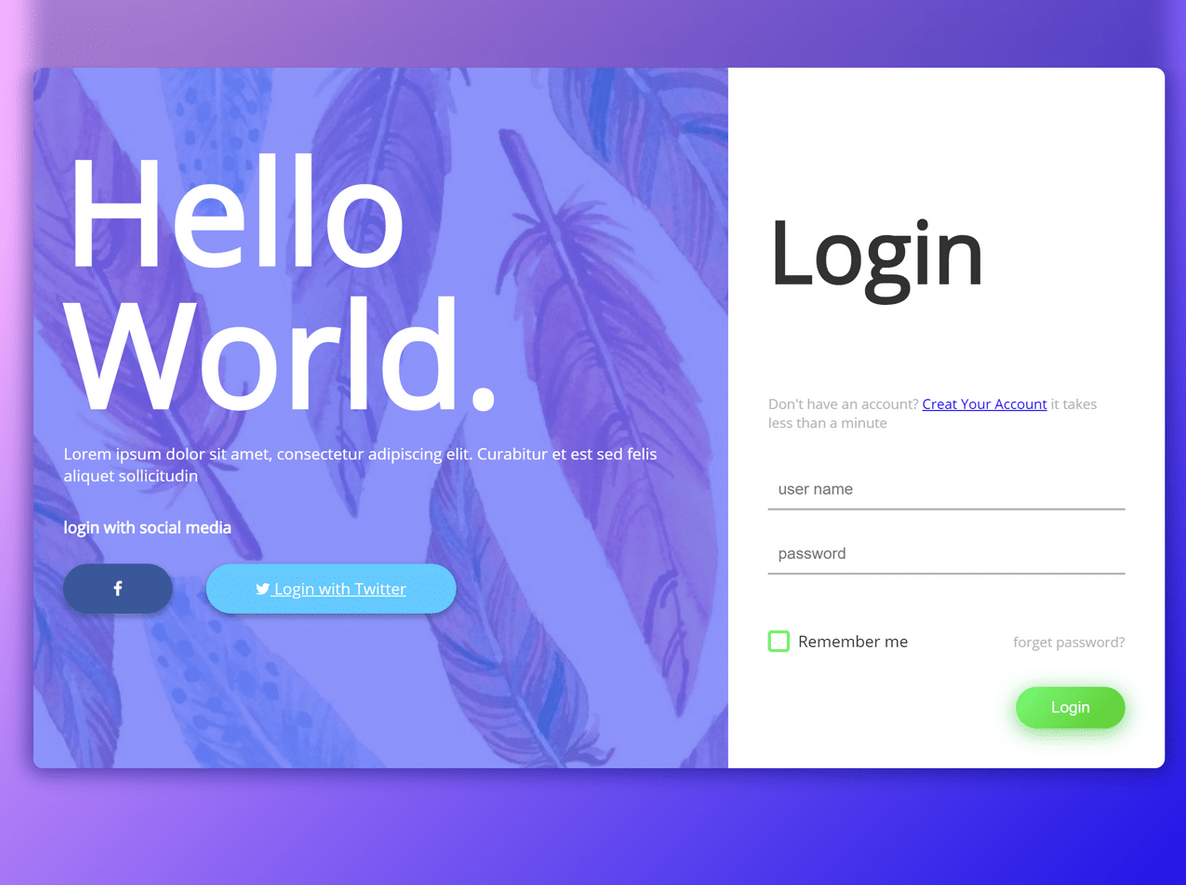 Hello
World.
Lorem ipsum dolor sit amet, consectetur adipiscing elit. Curabitur et est sed felis
aliquet sollicitudin
login with social media
f
Login with Twitter
Login
Don't have an account? Creat Your Account it takes
less than a minute
user name
password
Remember me
forget password?
Login